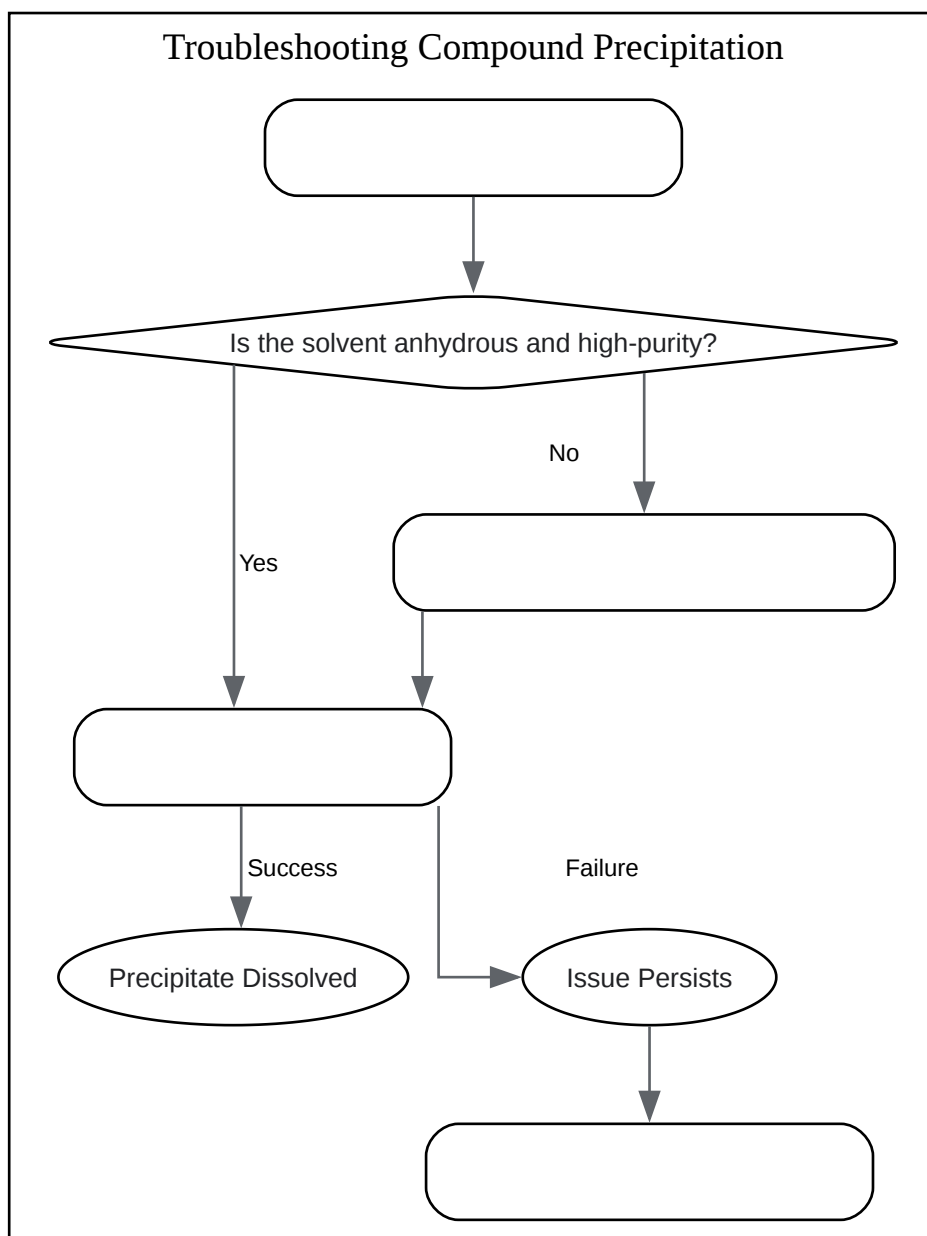 Troubleshooting Compound Precipitation
Is the solvent anhydrous and high-purity?
No
Yes
Success
Failure
Precipitate Dissolved
Issue Persists